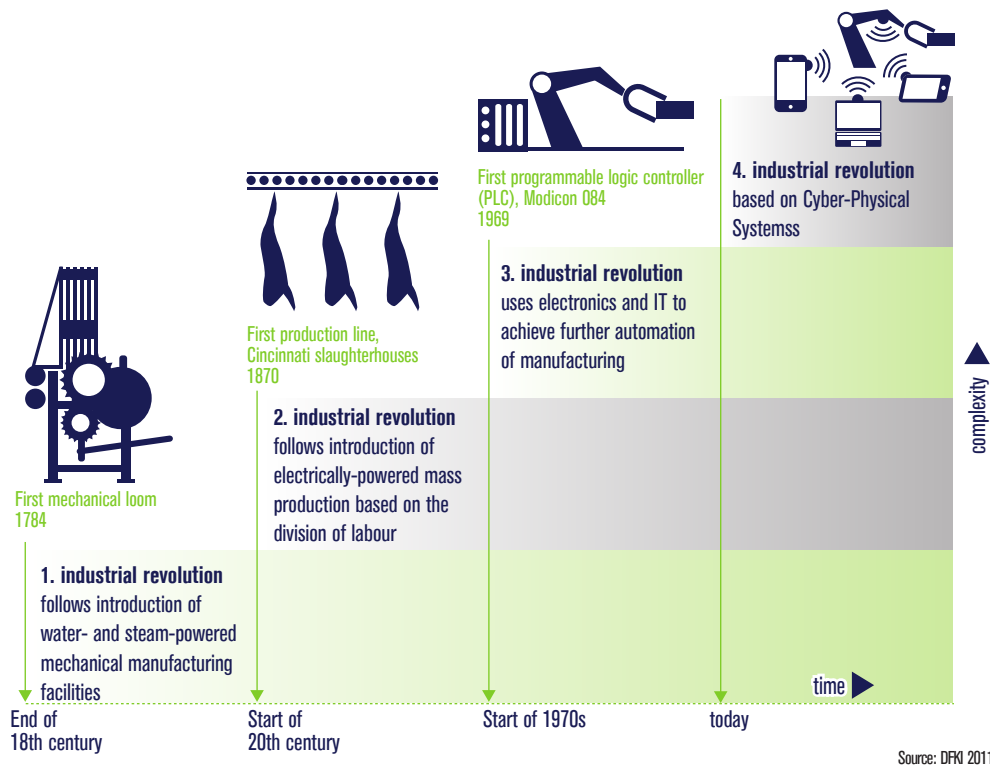 First mechanical loom
1784
1. industrial revolution
follows introduction of
water- and steam-powered
mechanical manufacturing
facilities
End of
18th century
First production line,
Cincinnati slaughterhouses
1870
2. industrial revolution
follows introduction of
electrically-powered mass
production based on the
division of labour
Start of
20th century
First programmable logic controller
(PLC), Modicon 084
1969
3. industrial revolution
uses electronics and IT to
achieve further automation
of manufacturing
Start of 1970s
4. industrial revolution
based on Cyber-Physical
Systemss
today
time
complexity
Source: DFKI 2011